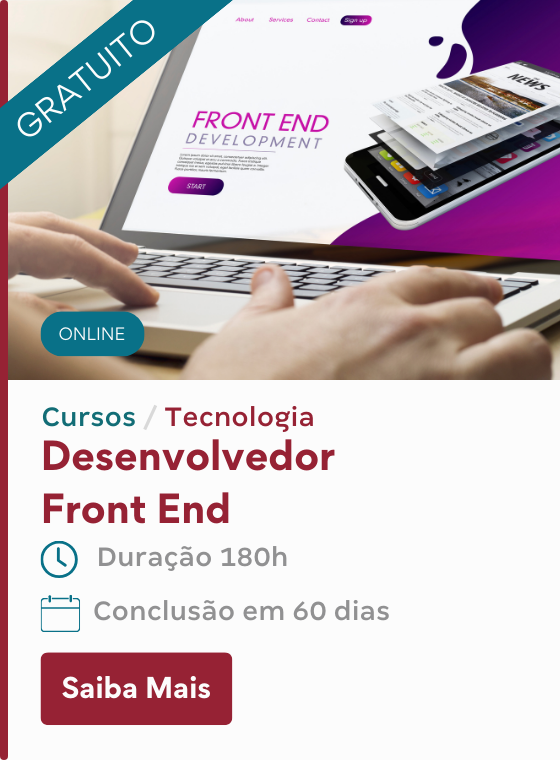 GRATUITO
About Services Contact Sign up
NEWS
FRONT END
DEVELOPMENT
START
ONLINE
Cursos / Tecnologia
Desenvolvedor
Front End
Duração 180h
Conclusão em 60 dias
Saiba Mais